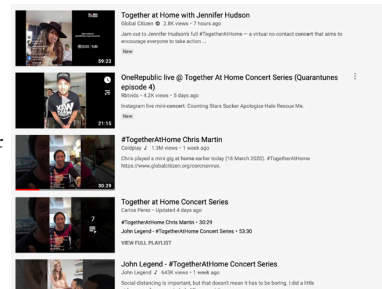 Together at Home with Jennifer Hudson
Global Citizen • 2.8K views • 7 hours ago
Jam out to Jennifer Hudson's full #TogetherAtHome — a virtual no-contact concert that aims to
encourage everyone to take action ...
New
59:23
OneRepublic live @ Together At Home Concert Series (Quarantunes
episode 4)
4.2K views • 5 days ago
Instagram live mini-concert: Counting Stars Sucker Apologize Halo Rescue Me.
New
21:15
#TogetherAtHome Chris Martin
Coldplay ♪ 1.3M views • 1 week ago
Chris played a mini gig at home earlier today (16 March 2020). #TogetherAtHome
https://www.globalcitizen.org/coronavirus.
30:29
Together at Home Concert Series
Carlos Perez • Updated 4 days ago
7
#TogetherAtHome Chris Martin • 30:29
John Legend - #TogetherAtHome Concert Series • 53:30
VIEW FULL PLAYLIST
John Legend - #TogetherAtHome Concert Series
John Legend ♪ 643K views • 1 week ago
Social distancing is important, but that doesn't mean it has to be boring. I did a little